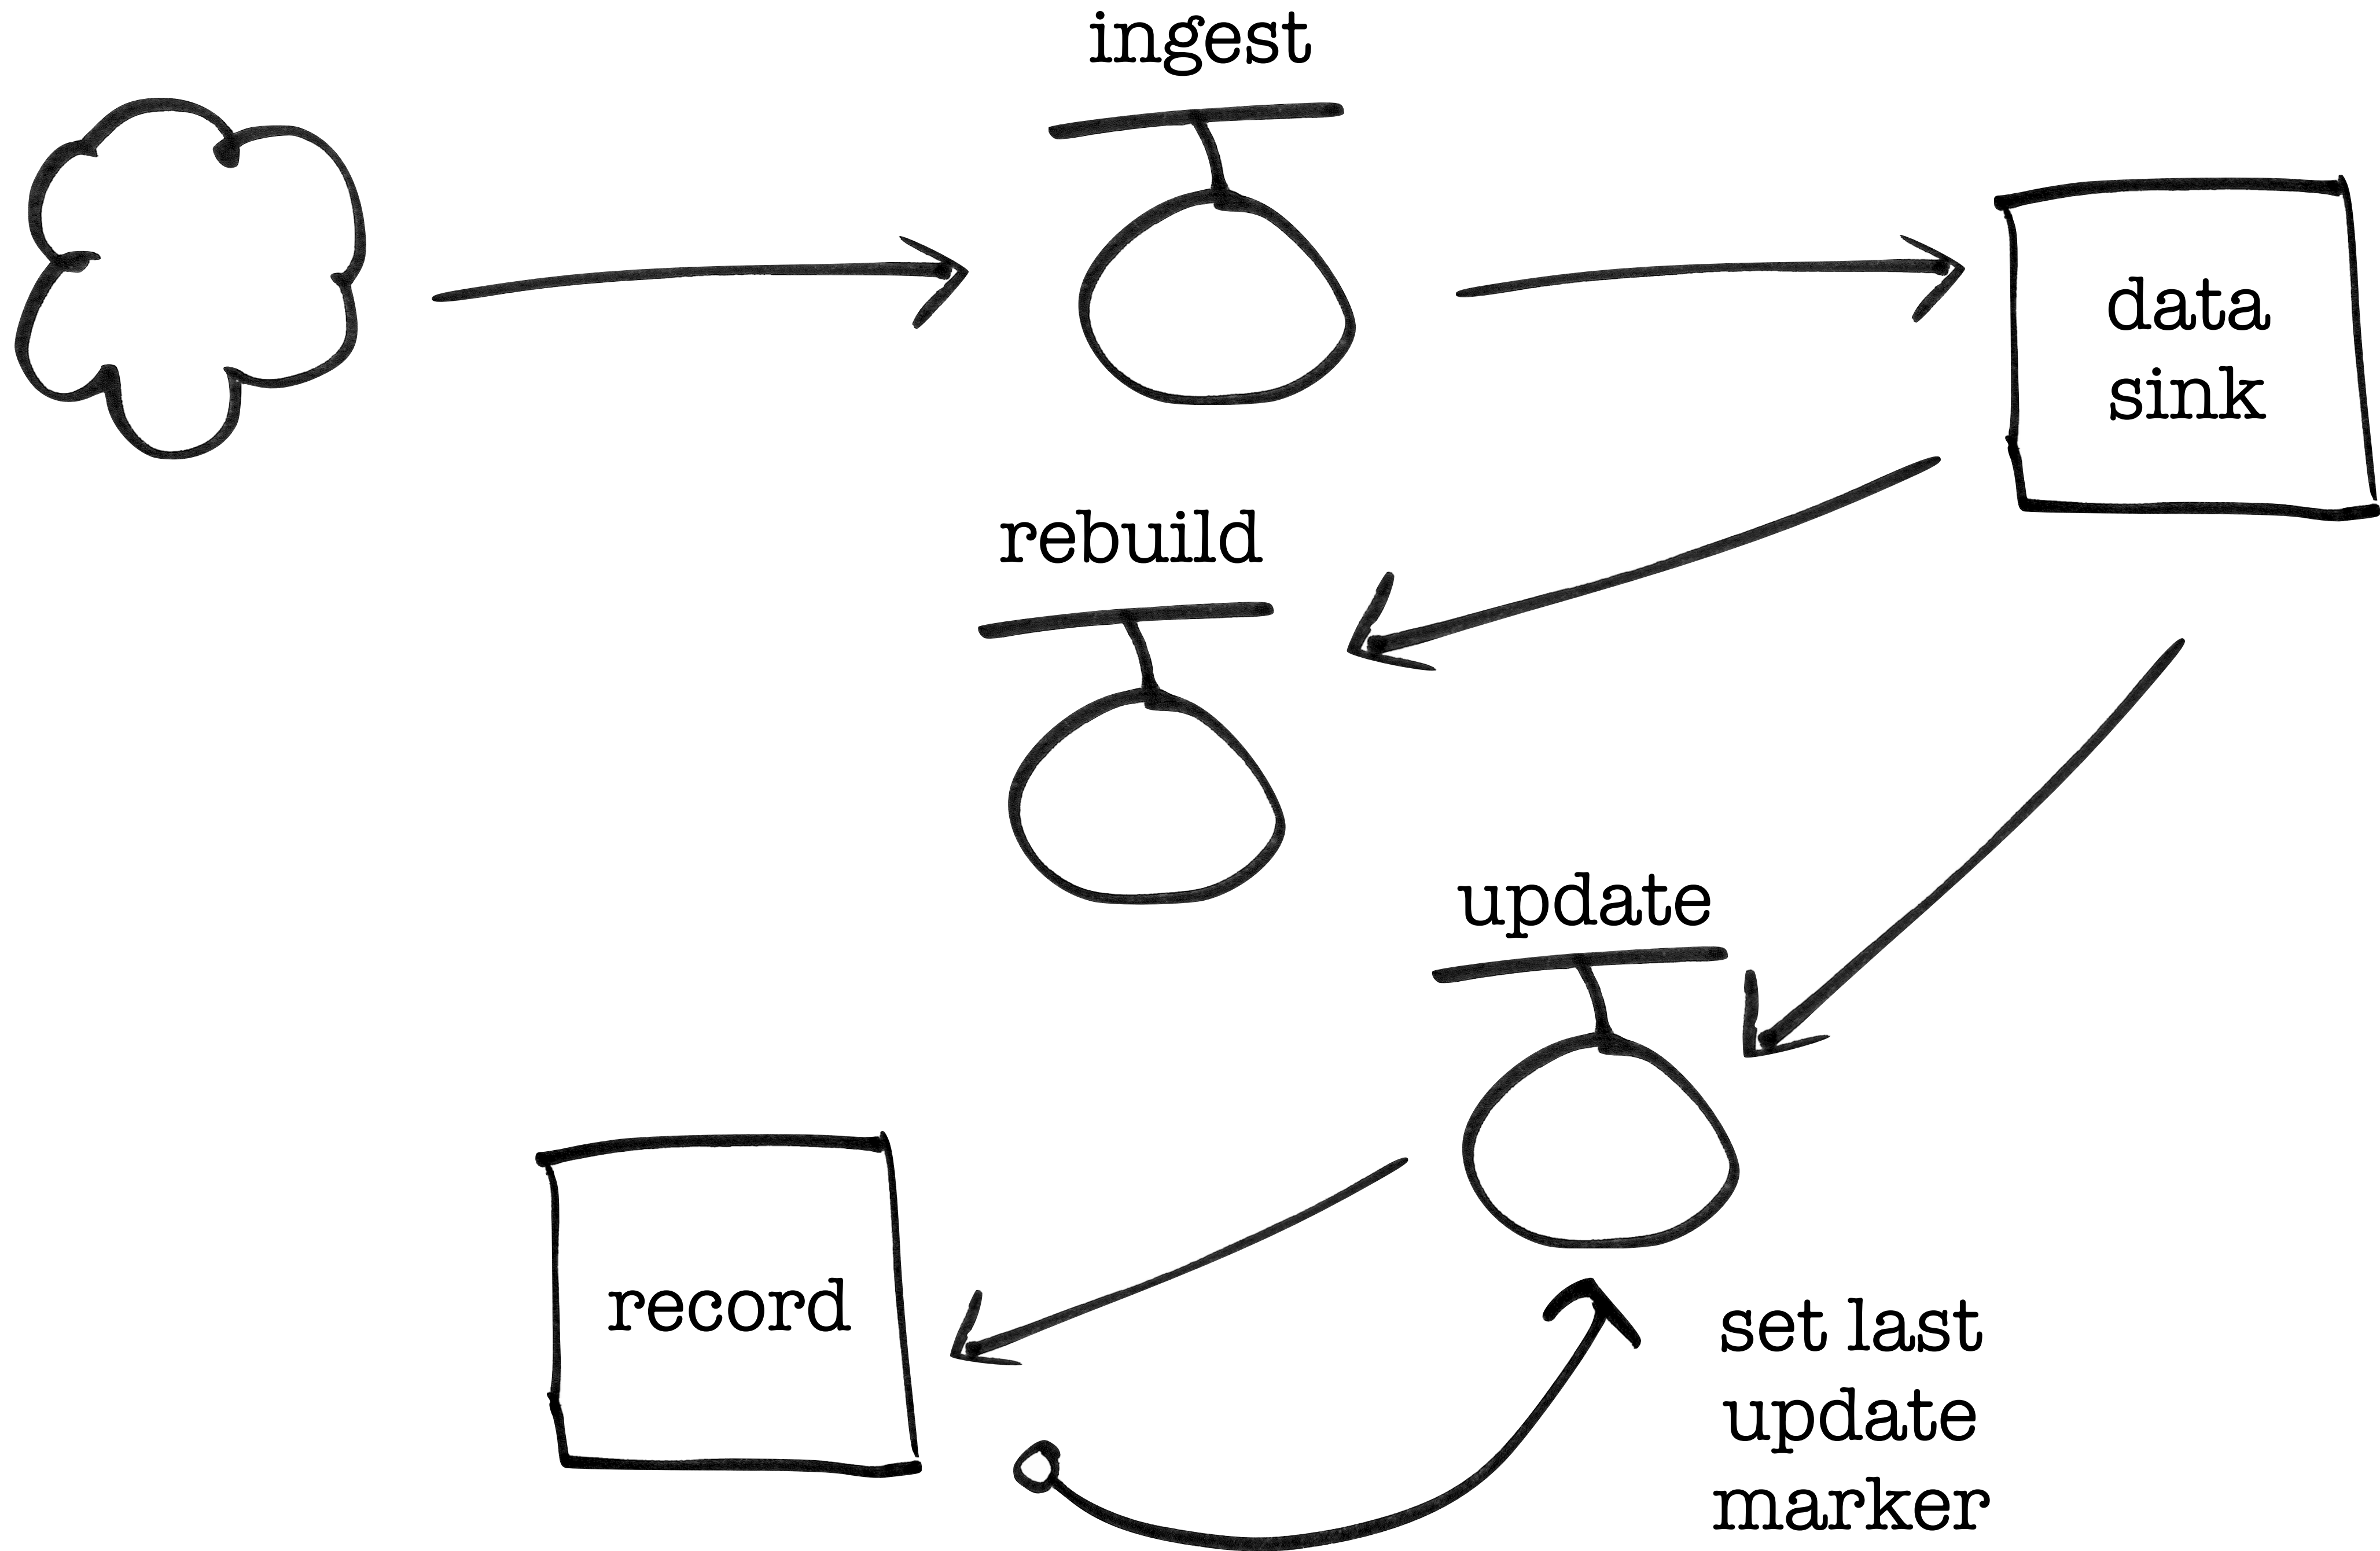 ingest
data
sink
rebuild
update
record
set last
update
marker